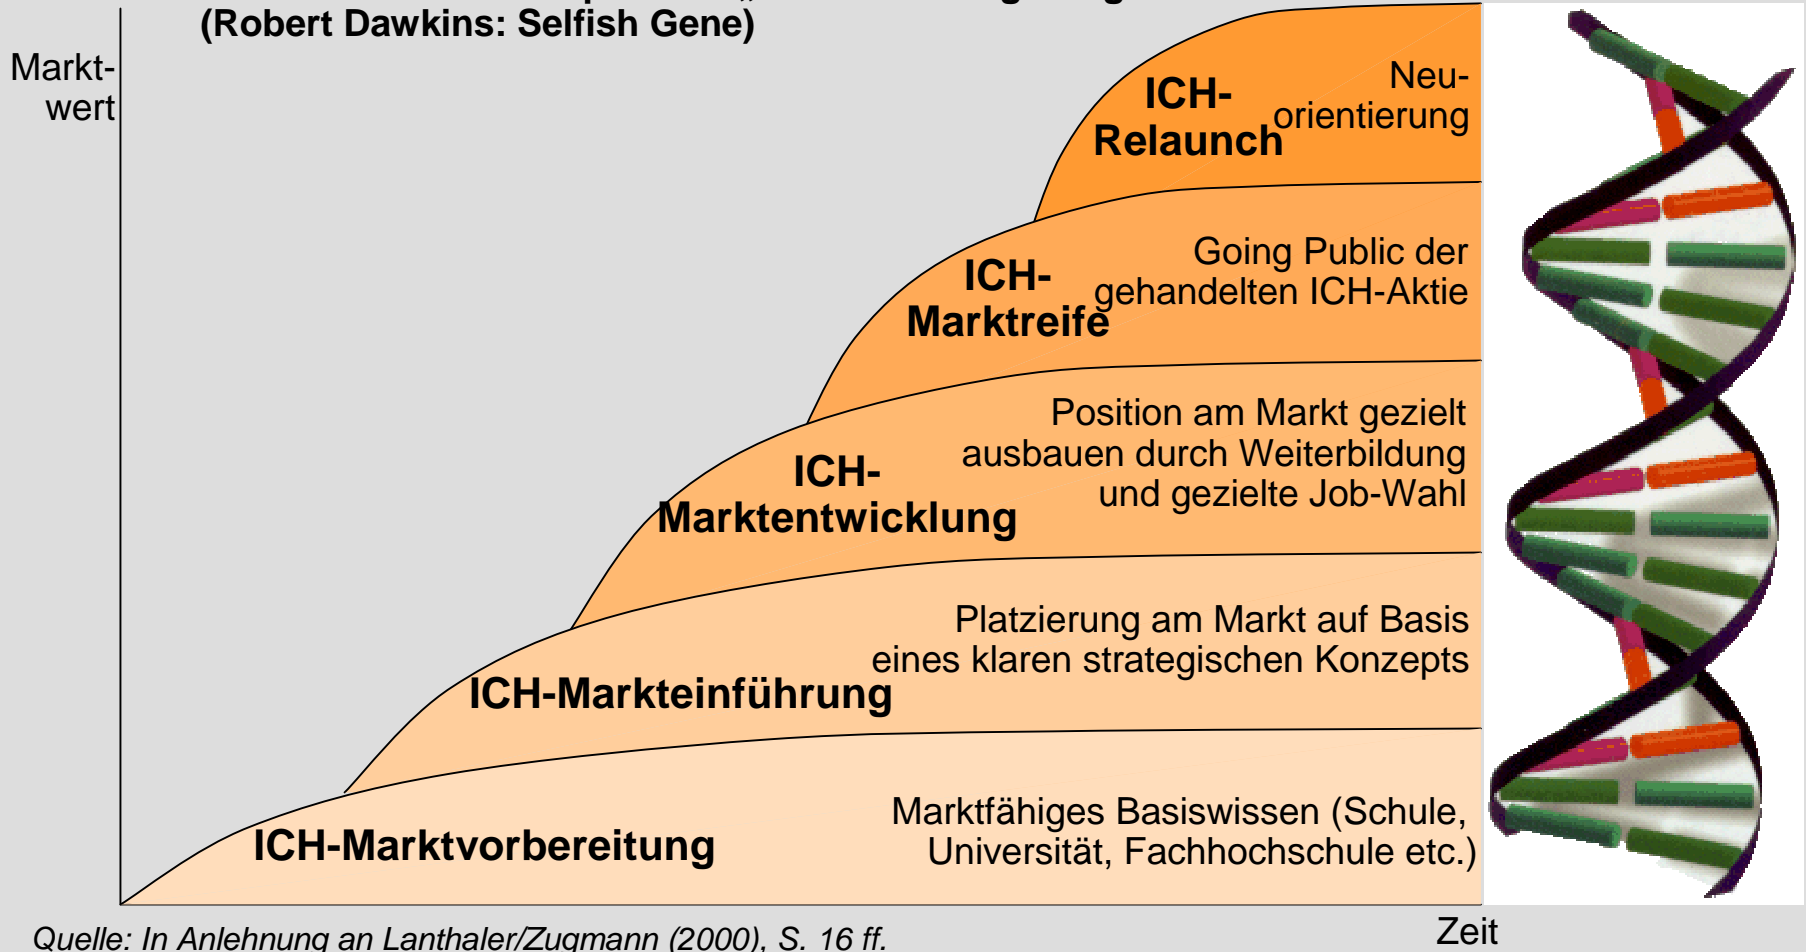 (Robert Dawkins: Selfish Gene)
Markt-
wert
ICH-
Relaunch
Neu-
orientierung
ICH-
Marktreife
Going Public der
gehandelten ICH-Aktie
ICH-
Marktentwicklung
Position am Markt gezielt
ausbauen durch Weiterbildung
und gezielte Job-Wahl
ICH-Markteinführung
Platzierung am Markt auf Basis
eines klaren strategischen Konzepts
ICH-Marktvorbereitung
Marktfähiges Basiswissen (Schule,
Universität, Fachhochschule etc.)
Zeit
Quelle: In Anlehnung an Lanthaler/Zugmann (2000), S. 16 ff.